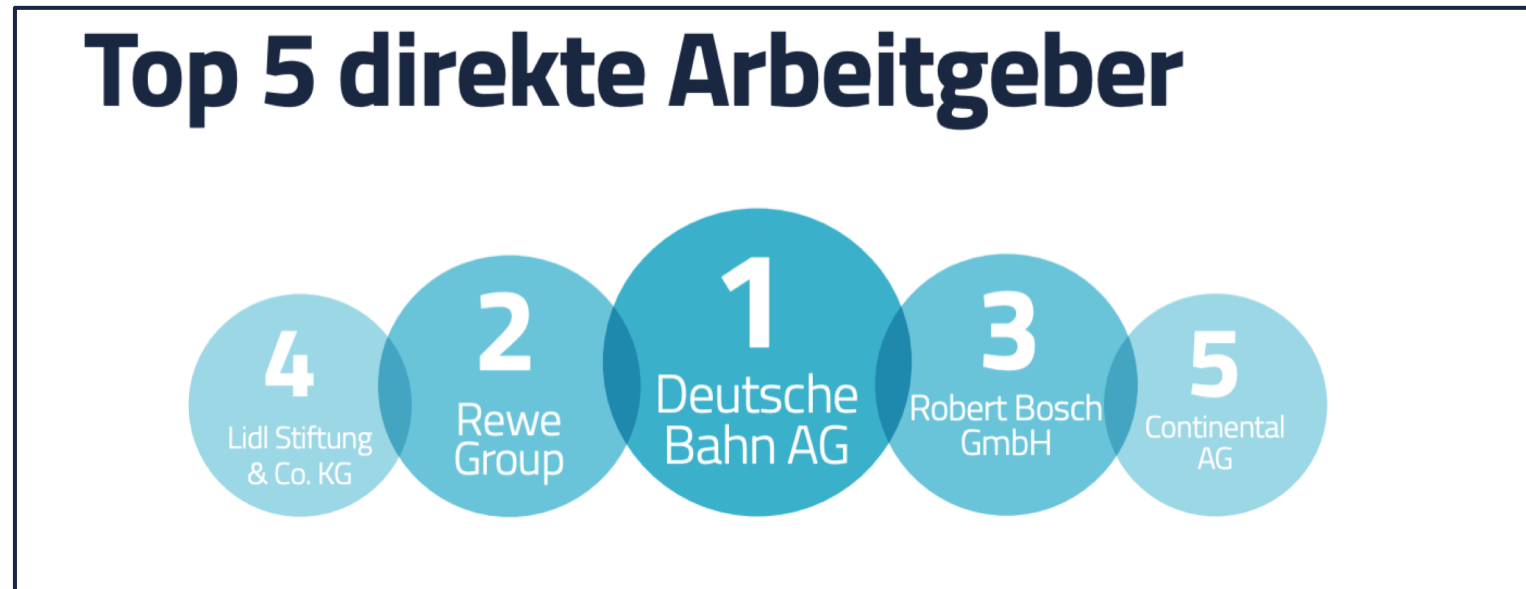 Top 5 direkte Arbeitgeber
4
Lidl Stiftung
& Co. KG
2
Rewe
Group
1
Deutsche
Bahn AG
3
Robert Bosch
GmbH
5
Continental
AG